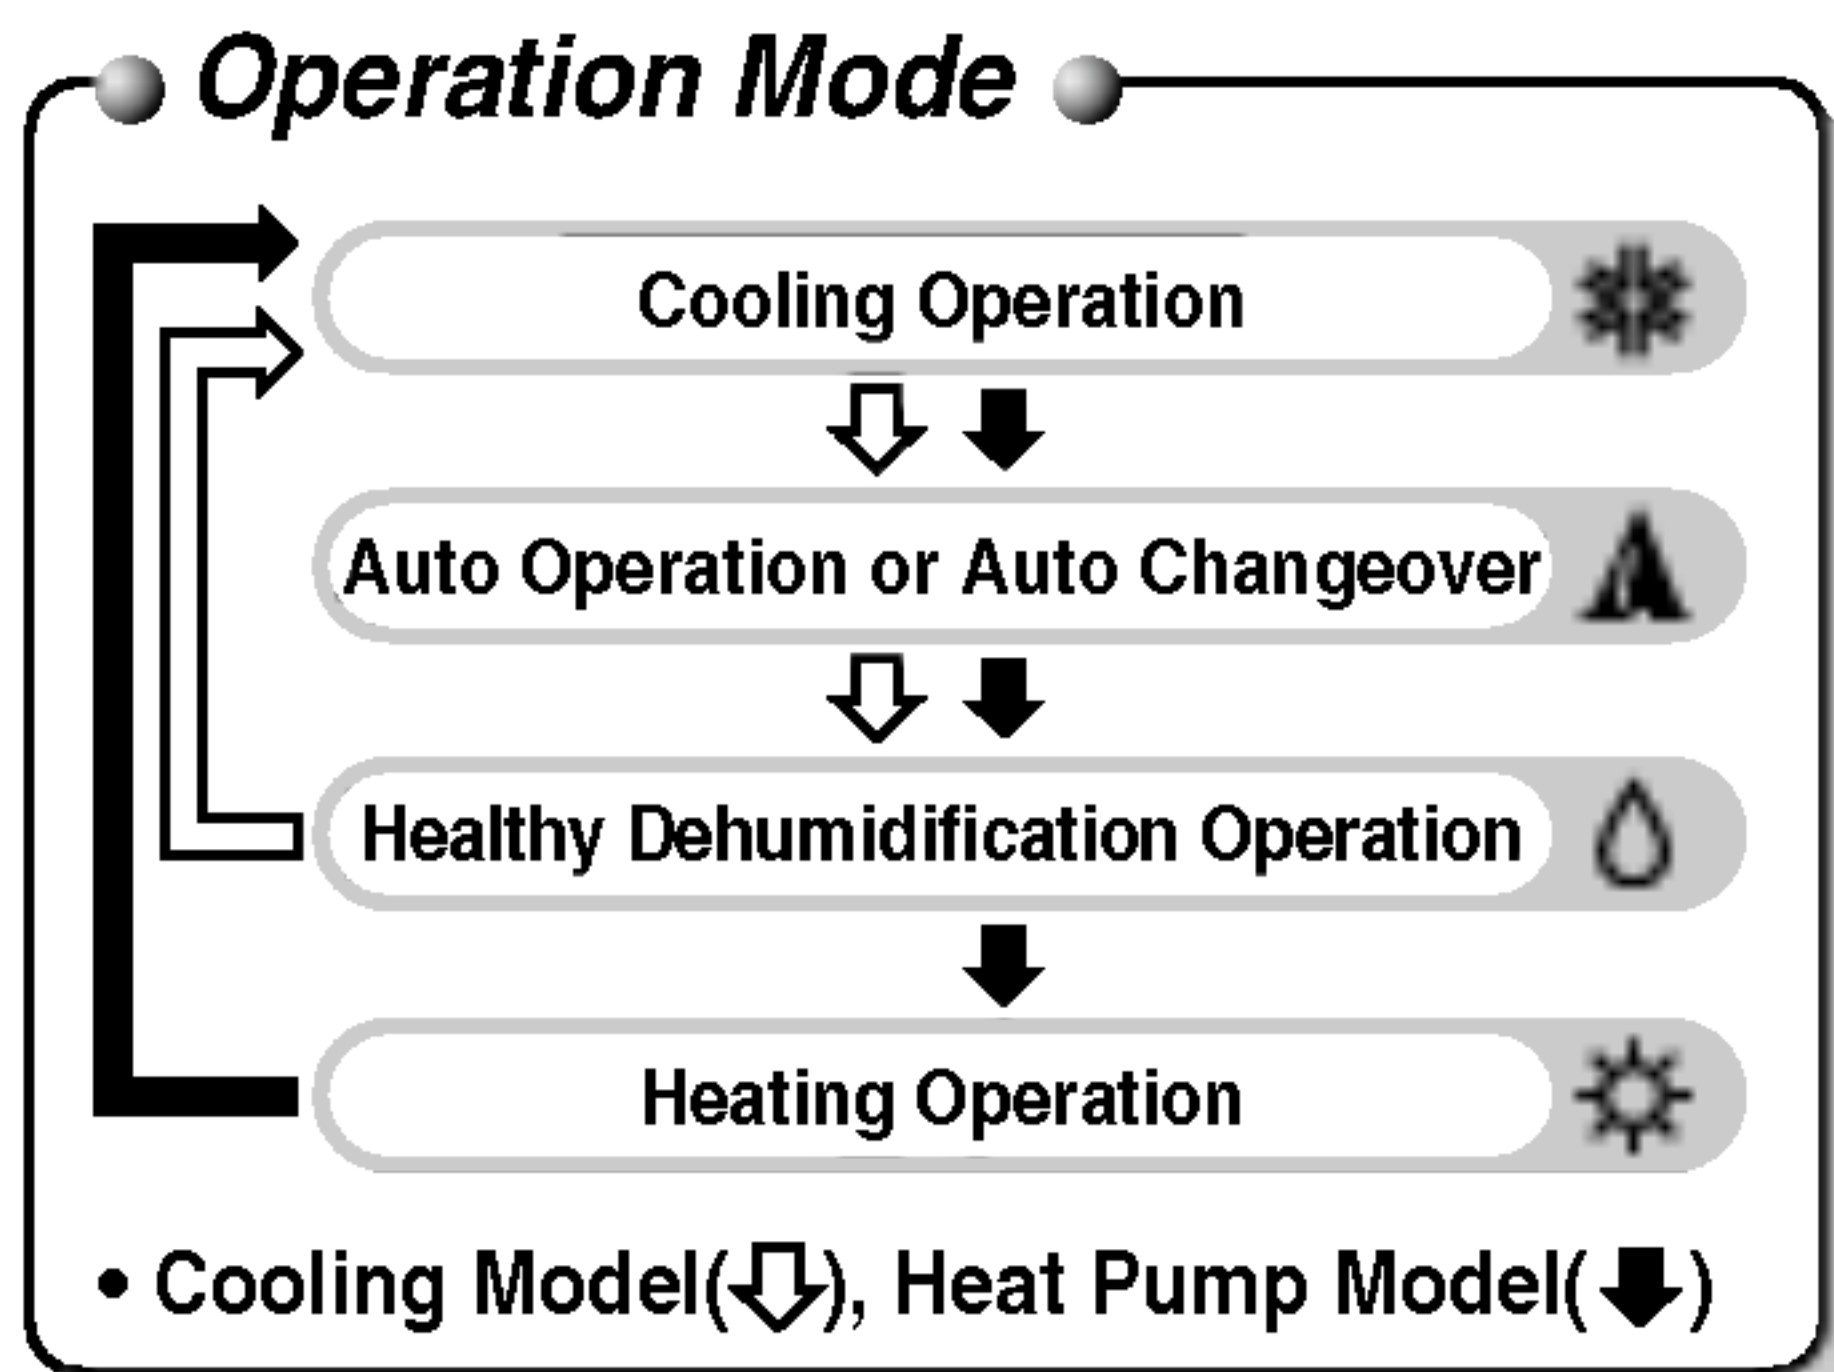 Operation Mode
Cooling Operation
Auto Operation or Auto Changeover
Healthy Dehumidification Operation
Heating Operation
• Cooling Model(⇩), Heat Pump Model(⬇)